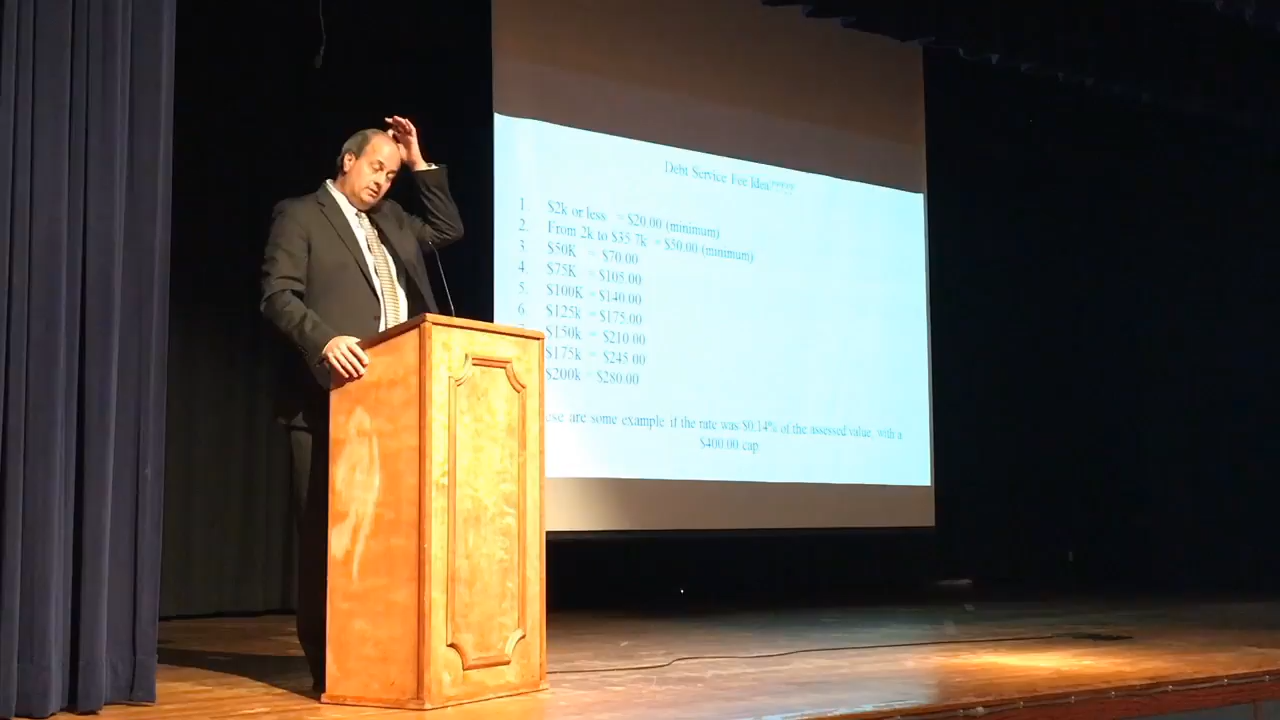 Debt Service Fee Idea?????
1. $2k or less = $20.00 (minimum)
2. From 2k to $35.7k = $50.00 (minimum)
3. $50K = $70.00
4. $75K = $105.00
5. $100K = $140.00
6. $125k = $175.00
$150k = $210.00
$175k = $245.00
$200k = $280.00
ese are some example if the rate was $0.14% of the assessed value, with a
$400.00 cap.